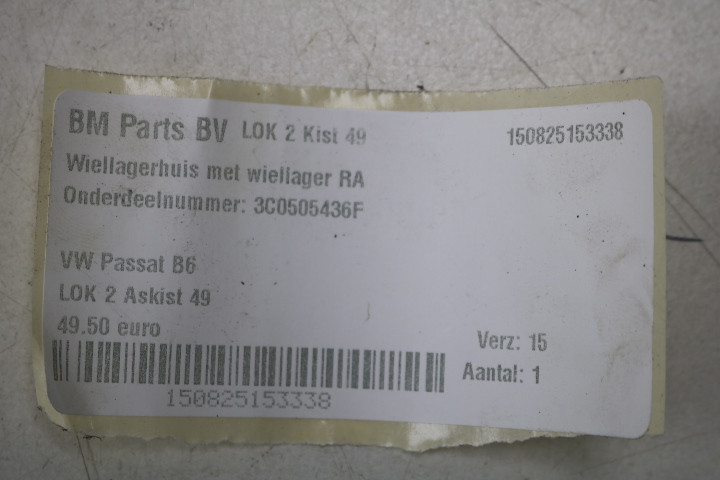 BM Parts BV LOK 2 Kist 49 150825153338
Wiellagerhuis met wiellager RA
Onderdeelnummer: 3C0505436F
VW Passat B6
LOK 2 Askist 49
49.50 euro
Verz: 15
Aantal: 1
150825153338